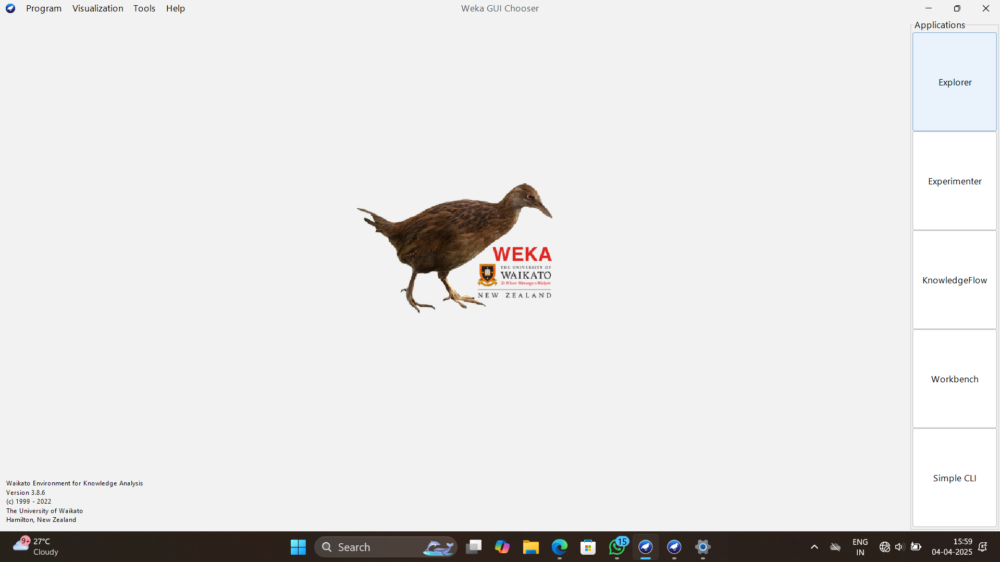 Program Visualization Tools Help
Weka GUI Chooser
Applications
Explorer
Experimenter
KnowledgeFlow
Workbench
Simple CLI
WEKA
THE UNIVERSITY OF
WAIKATO
Te Whare Wānanga o Waikato
NEW ZEALAND
Waikato Environment for Knowledge Analysis
Version 3.8.6
(c) 1999 - 2022
The University of Waikato
Hamilton, New Zealand
9+
27°C
Cloudy
Search
15
ENG
IN
15:59
04-04-2025